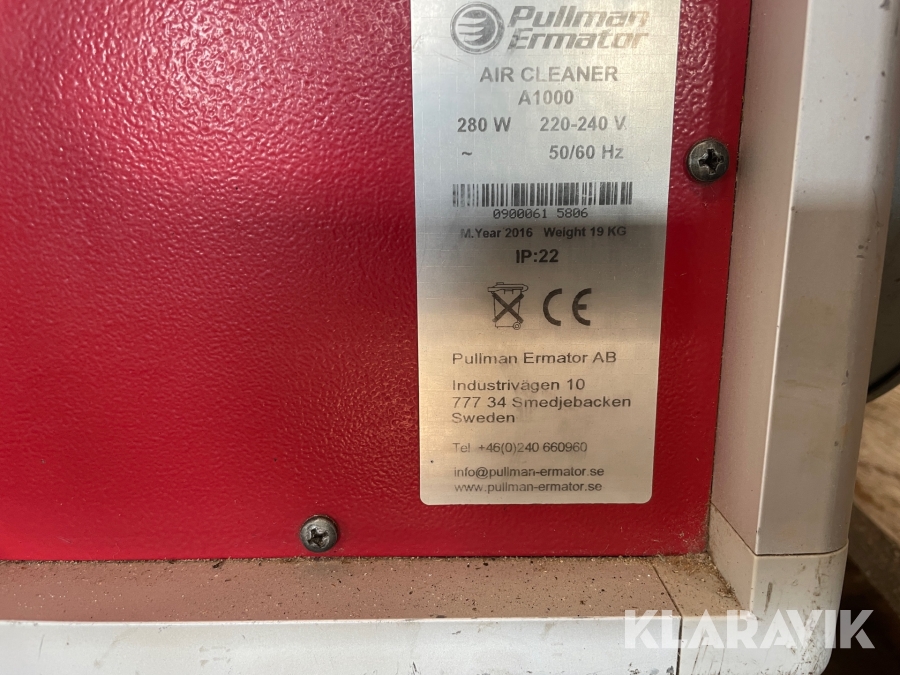 Pullman
Ermator
AIR CLEANER
A1000
280 W 220-240 V
~ 50/60 Hz
0900061 5806
M.Year 2016 Weight 19 KG
IP:22
CE
Pullman Ermator AB
Industrivägen 10
777 34 Smedjebacken
Sweden
Tel +46(0)240 660960
info@pullman-ermator.se
www.pullman-ermator.se
KLARAVIK